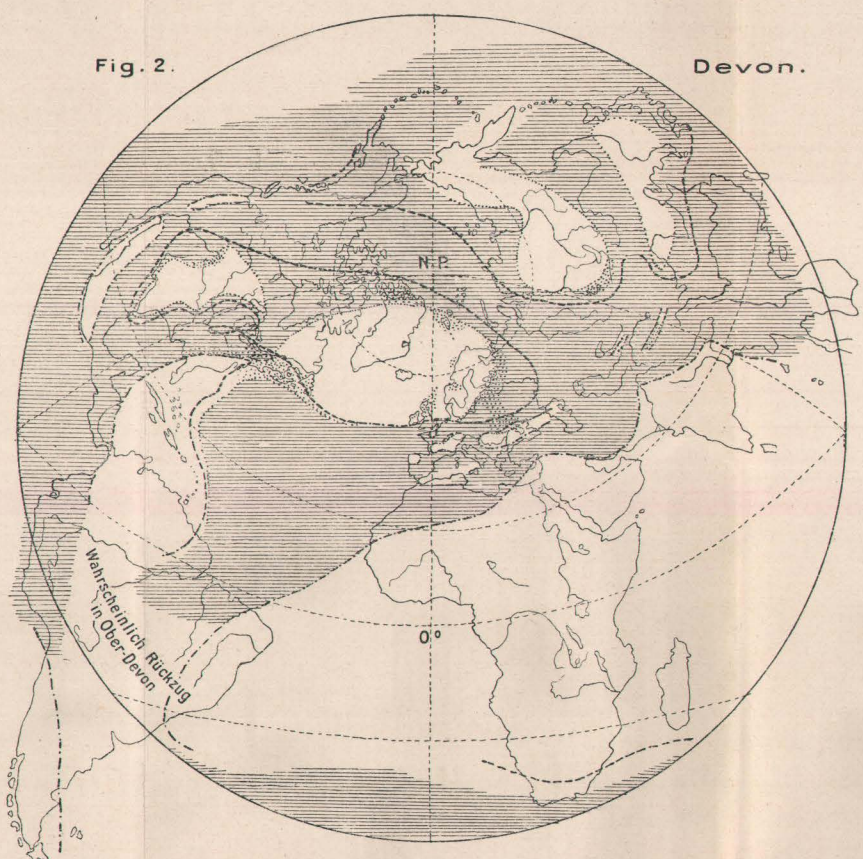 Fig. 2.
Devon.
N.P.
0°
Wahrscheinlich Rückzug
in Ober-Devon